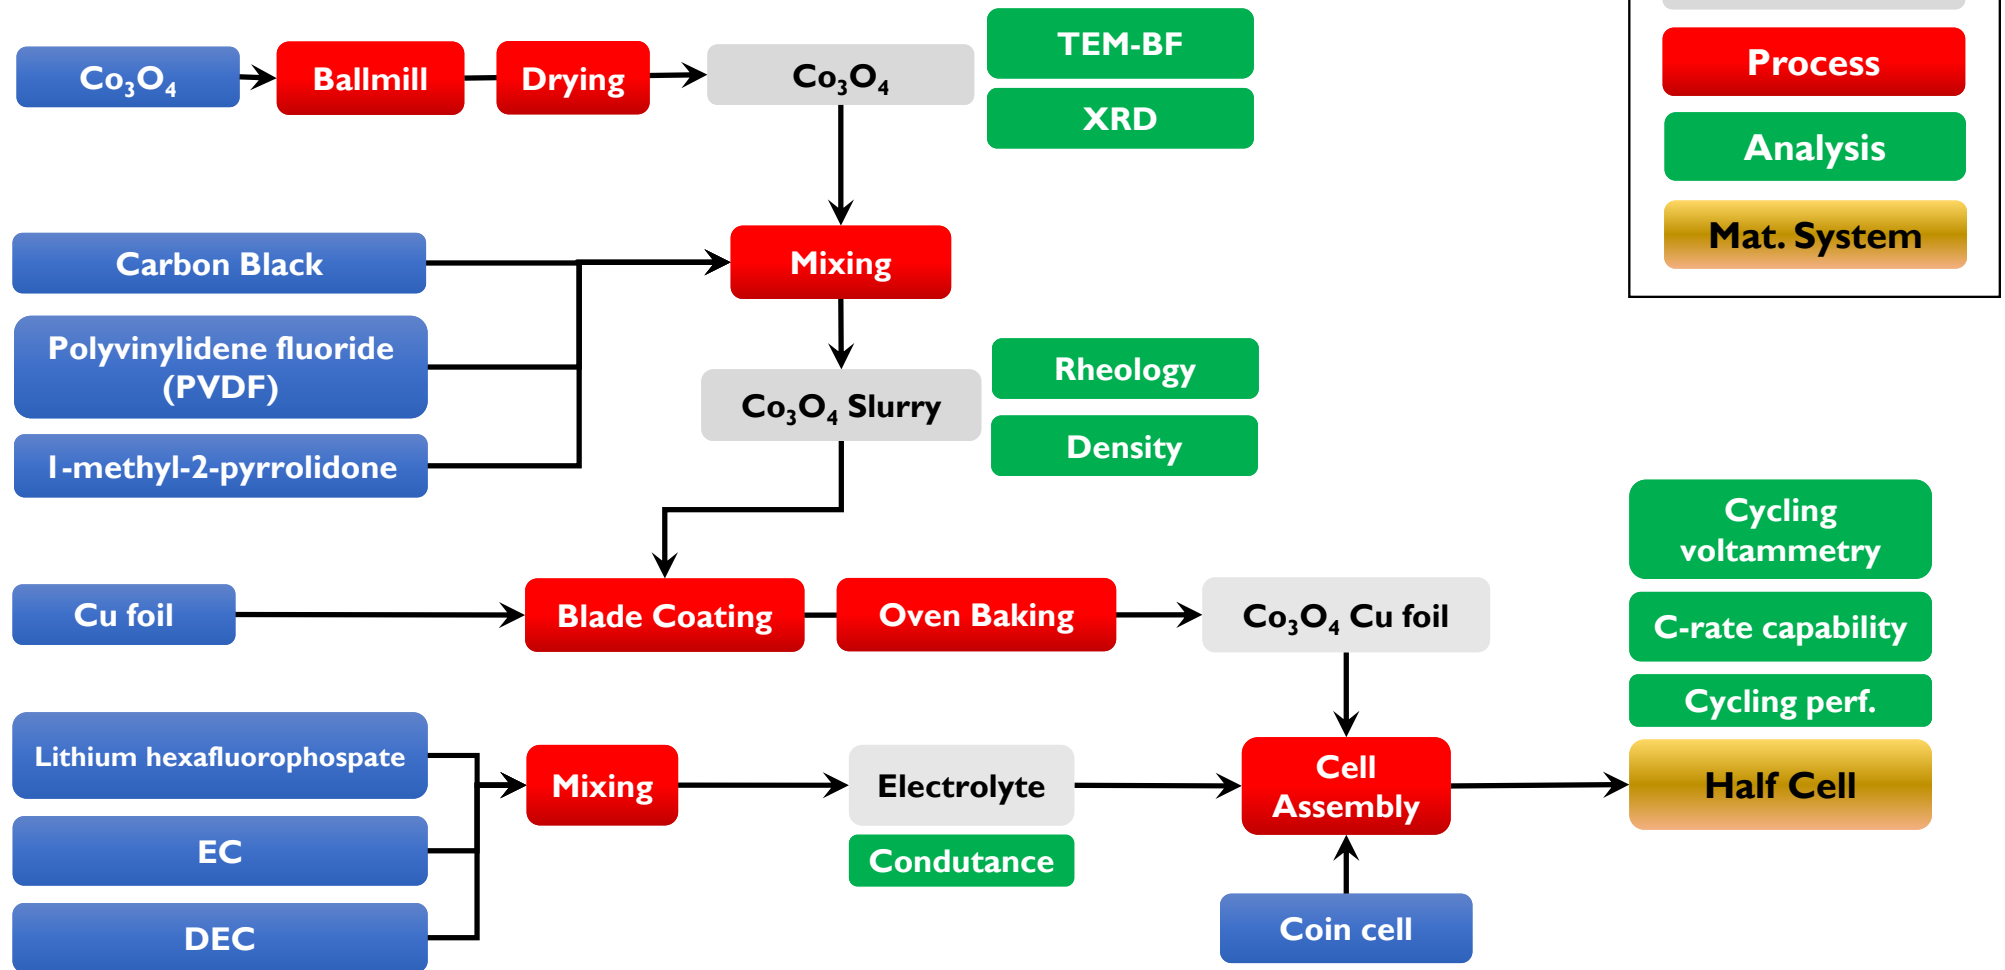 Co₃O₄
Ballmill
Drying
Co₃O₄
TEM-BF
XRD
Process
Analysis
Mat. System
Carbon Black
Mixing
Polyvinylidene fluoride
(PVDF)
1-methyl-2-pyrrolidone
Co₃O₄ Slurry
Rheology
Density
Cycling
voltammetry
C-rate capability
Cycling perf.
Cu foil
Blade Coating
Oven Baking
Co₃O₄ Cu foil
Lithium hexafluorophospate
EC
DEC
Mixing
Electrolyte
Condutance
Cell
Assembly
Half Cell
Coin cell